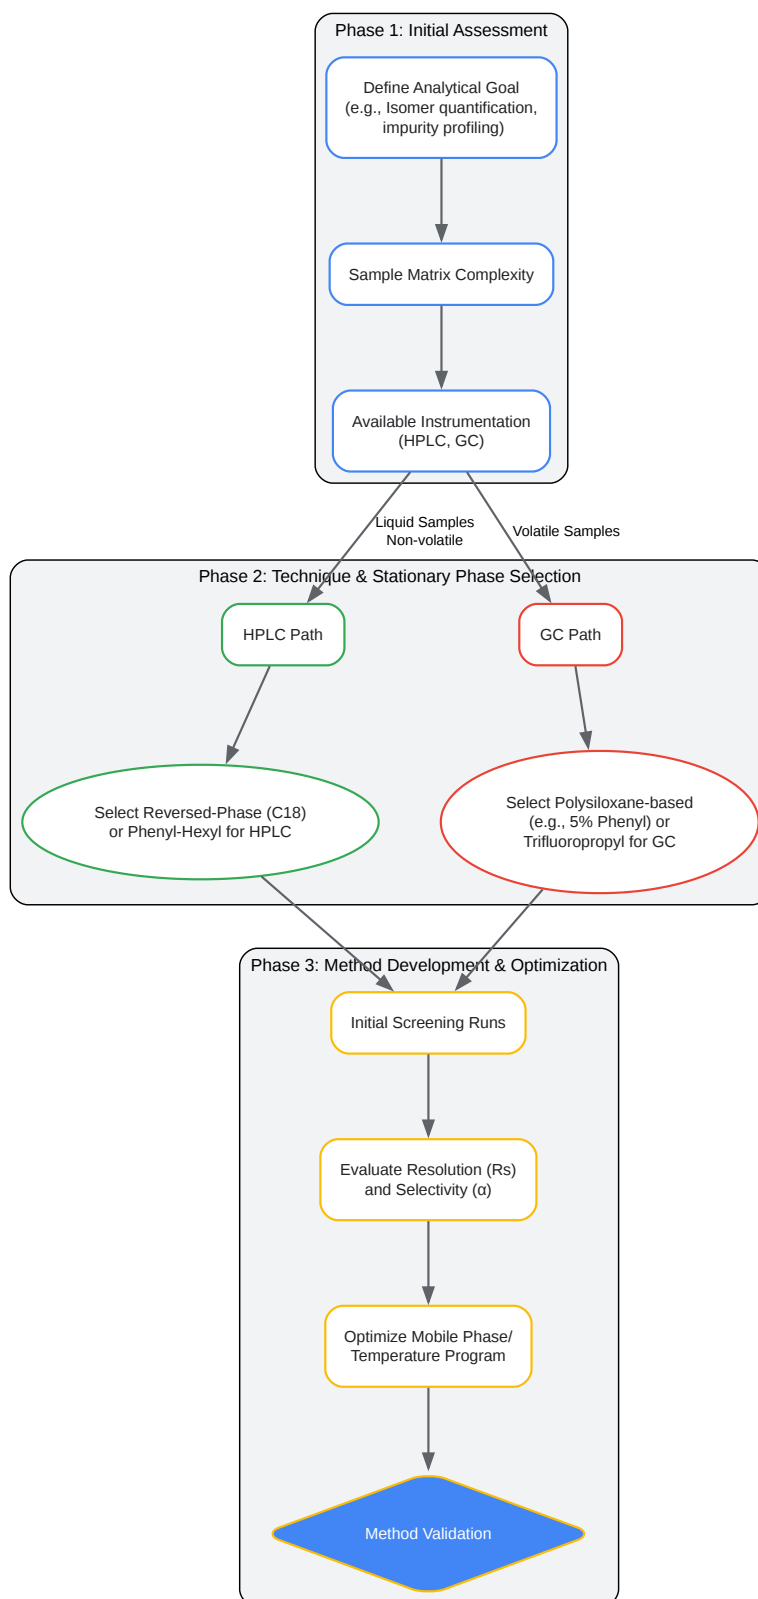 Phase 1: Initial Assessment
Define Analytical Goal
(e.g., Isomer quantification,
impurity profiling)
Sample Matrix Complexity
Available Instrumentation
(HPLC, GC)
Liquid Samples
Non-volatile
Volatile Samples
Phase 2: Technique & Stationary Phase Selection
HPLC Path
GC Path
Select Reversed-Phase (C18)
or Phenyl-Hexyl for HPLC
Select Polysiloxane-based
(e.g., 5% Phenyl) or
Trifluoropropyl for GC
Phase 3: Method Development & Optimization
Initial Screening Runs
Evaluate Resolution (Rs)
and Selectivity (α)
Optimize Mobile Phase/
Temperature Program
Method Validation